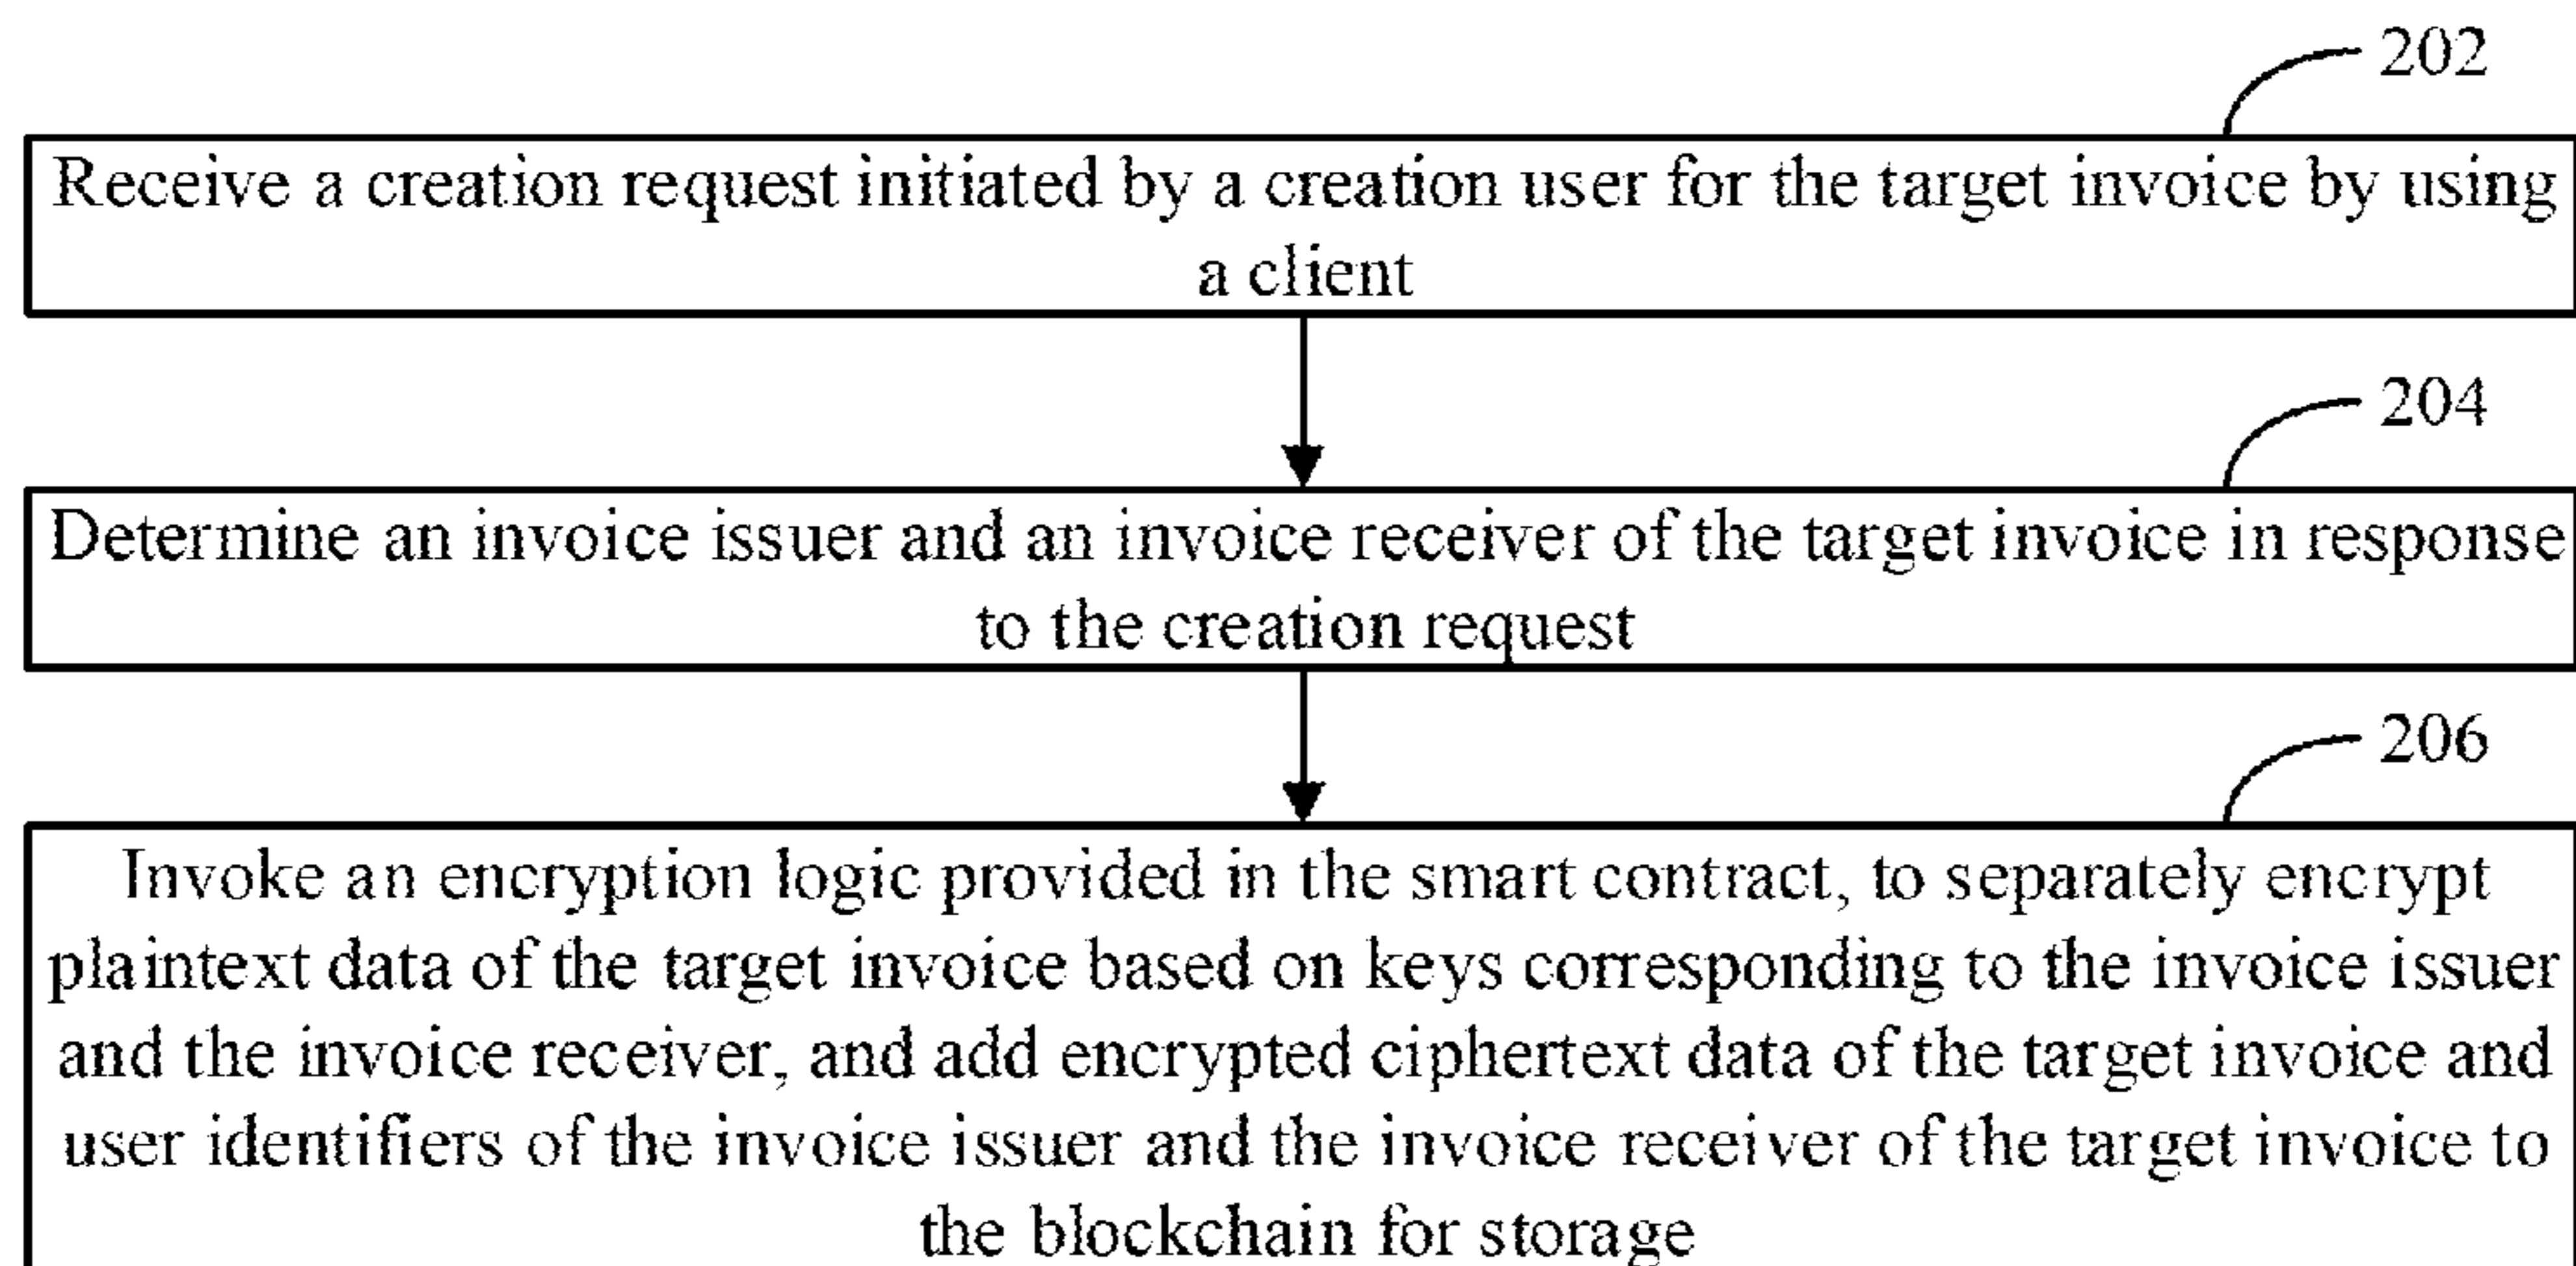 202
Receive a creation request initiated by a creation user for the target invoice by using
a client
204
Determine an invoice issuer and an invoice receiver of the target invoice in response
to the creation request
206
Invoke an encryption logic provided in the smart contract, to separately encrypt
plaintext data of the target invoice based on keys corresponding to the invoice issuer
and the invoice receiver, and add encrypted ciphertext data of the target invoice and
user identifiers of the invoice issuer and the invoice receiver of the target invoice to
the blockchain for storage